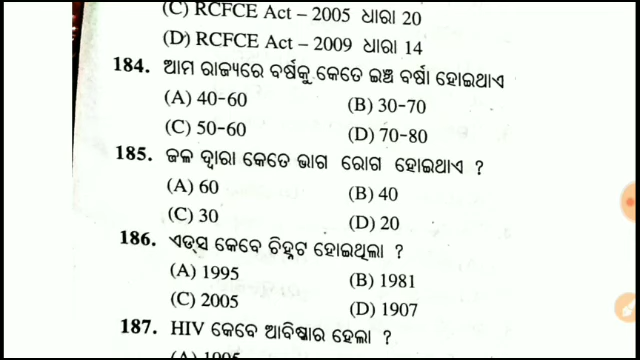 (C) RCFCE Act – 2005 ଧାରା 20
(D) RCFCE Act – 2009 ଧାରା 14
184. ଆମ ରାଜ୍ୟରେ ବର୍ଷକୁ କେତେ ଇଞ୍ଚ ବର୍ଷା ହୋଇଥାଏ
(A) 40-60 (B) 30-70
(C) 50-60 (D) 70-80
185. ଜଳ ଦ୍ୱାରା କେତେ ଭାଗ ରୋଗ ହୋଇଥାଏ ?
(A) 60 (B) 40
(C) 30 (D) 20
186. ଏଡ୍ସ କେବେ ଚିହ୍ନଟ ହୋଇଥିଲା ?
(A) 1995 (B) 1981
(C) 2005 (D) 1907
187. HIV କେବେ ଆବିଷ୍କାର ହେଲା ?
(A) 1995